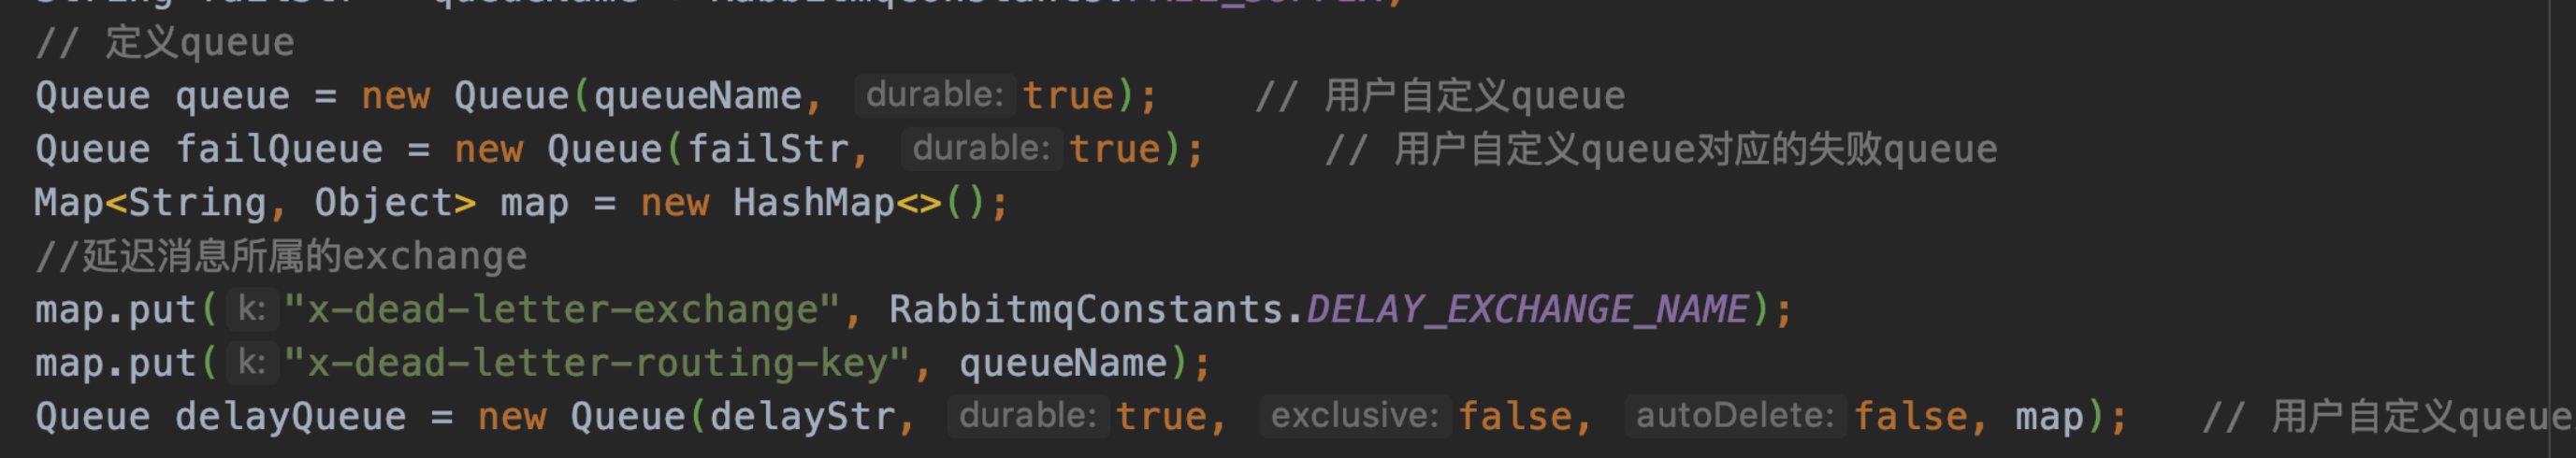 // 定义queue
Queue queue = new Queue(queueName, durable: true); // 用户自定义queue
Queue failQueue = new Queue(failStr, durable: true); // 用户自定义queue对应的失败queue
Map<String, Object> map = new HashMap<>();
//延迟消息所属的exchange
map.put( k: "x-dead-letter-exchange", RabbitmqConstants.DELAY_EXCHANGE_NAME);
map.put( k: "x-dead-letter-routing-key", queueName);
Queue delayQueue = new Queue(delayStr, durable: true, exclusive: false, autoDelete: false, map); // 用户自定义queue